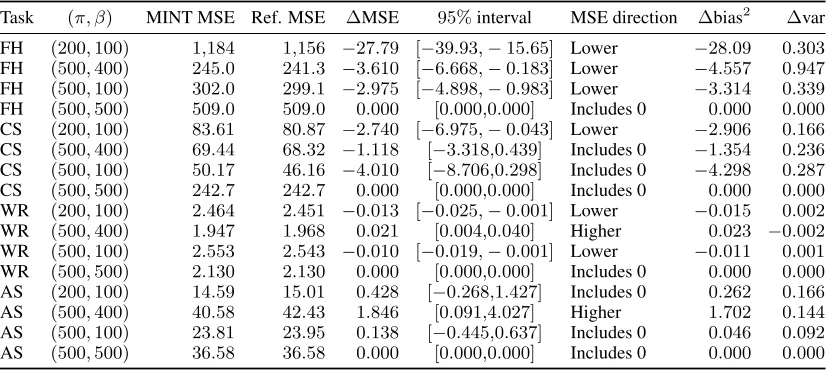 Task (π, β) MINT MSE Ref. MSE ΔMSE 95% interval MSE direction Δbias² Δvar
FH (200, 100) 1,184 1,156 −27.79 [−39.93, − 15.65] Lower −28.09 0.303
FH (500, 400) 245.0 241.3 −3.610 [−6.668, − 0.183] Lower −4.557 0.947
FH (500, 100) 302.0 299.1 −2.975 [−4.898, − 0.983] Lower −3.314 0.339
FH (500, 500) 509.0 509.0 0.000 [0.000,0.000] Includes 0 0.000 0.000
CS (200, 100) 83.61 80.87 −2.740 [−6.975, − 0.043] Lower −2.906 0.166
CS (500, 400) 69.44 68.32 −1.118 [−3.318,0.439] Includes 0 −1.354 0.236
CS (500, 100) 50.17 46.16 −4.010 [−8.706,0.298] Includes 0 −4.298 0.287
CS (500, 500) 242.7 242.7 0.000 [0.000,0.000] Includes 0 0.000 0.000
WR (200, 100) 2.464 2.451 −0.013 [−0.025, − 0.001] Lower −0.015 0.002
WR (500, 400) 1.947 1.968 0.021 [0.004,0.040] Higher 0.023 −0.002
WR (500, 100) 2.553 2.543 −0.010 [−0.019, − 0.001] Lower −0.011 0.001
WR (500, 500) 2.130 2.130 0.000 [0.000,0.000] Includes 0 0.000 0.000
AS (200, 100) 14.59 15.01 0.428 [−0.268,1.427] Includes 0 0.262 0.166
AS (500, 400) 40.58 42.43 1.846 [0.091,4.027] Higher 1.702 0.144
AS (500, 100) 23.81 23.95 0.138 [−0.445,0.637] Includes 0 0.046 0.092
AS (500, 500) 36.58 36.58 0.000 [0.000,0.000] Includes 0 0.000 0.000